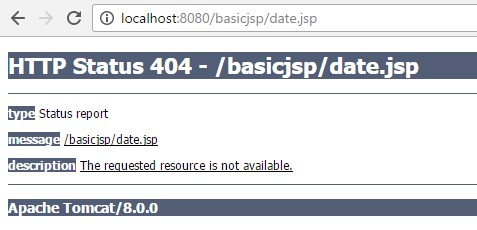 localhost:8080/basicjsp/date.jsp
HTTP Status 404 - /basicjsp/date.jsp
type Status report
message /basicjsp/date.jsp
description The requested resource is not available.
Apache Tomcat/8.0.0